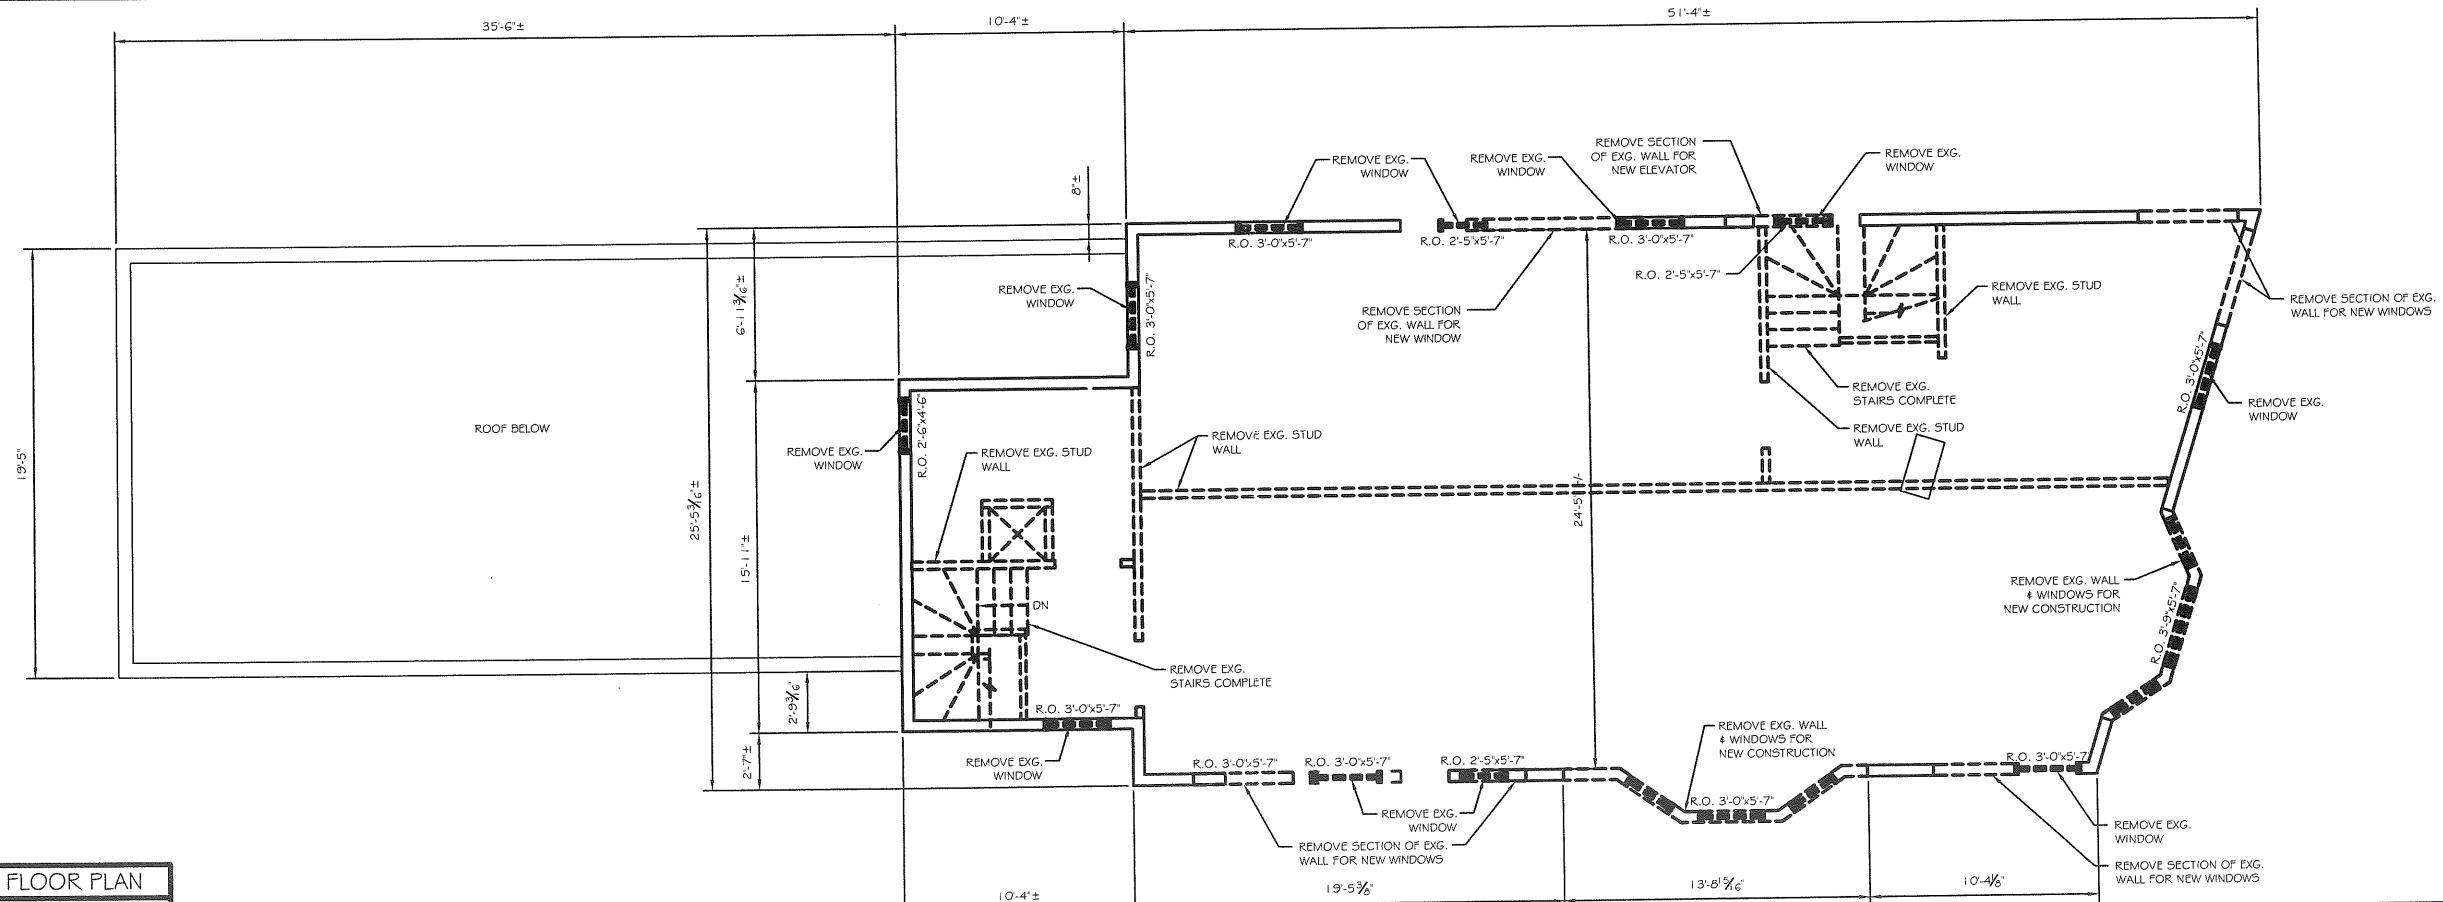 35'-6"±
10'-4"±
51'-4"±
8"±
REMOVE EXG.
WINDOW
REMOVE EXG.
WINDOW
REMOVE SECTION
OF EXG. WALL FOR
NEW ELEVATOR
REMOVE EXG.
WINDOW
R.O. 3'-0"x5'-7"
R.O. 2'-5"x5'-7"
R.O. 3'-0"x5'-7"
R.O. 2'-5"x5'-7"
REMOVE EXG.
WINDOW
R.O. 3'-0"x5'-7"
6'-11 3/16"±
REMOVE SECTION
OF EXG. WALL FOR
NEW WINDOW
REMOVE EXG. STUD
WALL
REMOVE SECTION OF EXG.
WALL FOR NEW WINDOWS
R.O. 3'-0"x5'-7"
REMOVE EXG.
WINDOW
REMOVE EXG.
STAIRS COMPLETE
REMOVE EXG. STUD
WALL
19'-5"
ROOF BELOW
REMOVE EXG.
WINDOW
R.O. 2'-6"x4'-6"
REMOVE EXG. STUD
WALL
REMOVE EXG. STUD
WALL
25'-5 3/16"±
15'-11"±
24'-5"
+/-
DN
REMOVE EXG. WALL
& WINDOWS FOR
NEW CONSTRUCTION
R.O. 3'-9"x5'-7"
REMOVE EXG.
STAIRS COMPLETE
2'-9 3/16"
R.O. 3'-0"x5'-7"
2'-7"±
REMOVE EXG.
WINDOW
R.O. 3'-0"x5'-7"
R.O. 3'-0"x5'-7"
R.O. 2'-5"x5'-7"
REMOVE EXG. WALL
& WINDOWS FOR
NEW CONSTRUCTION
R.O. 3'-0"x5'-7"
R.O. 3'-0"x5'-7"
REMOVE EXG.
WINDOW
REMOVE SECTION OF EXG.
WALL FOR NEW WINDOWS
REMOVE EXG.
WINDOW
REMOVE SECTION OF EXG.
WALL FOR NEW WINDOWS
FLOOR PLAN
10'-4"±
19'-5 3/8"
13'-8 15/16"
10'-4 1/8"